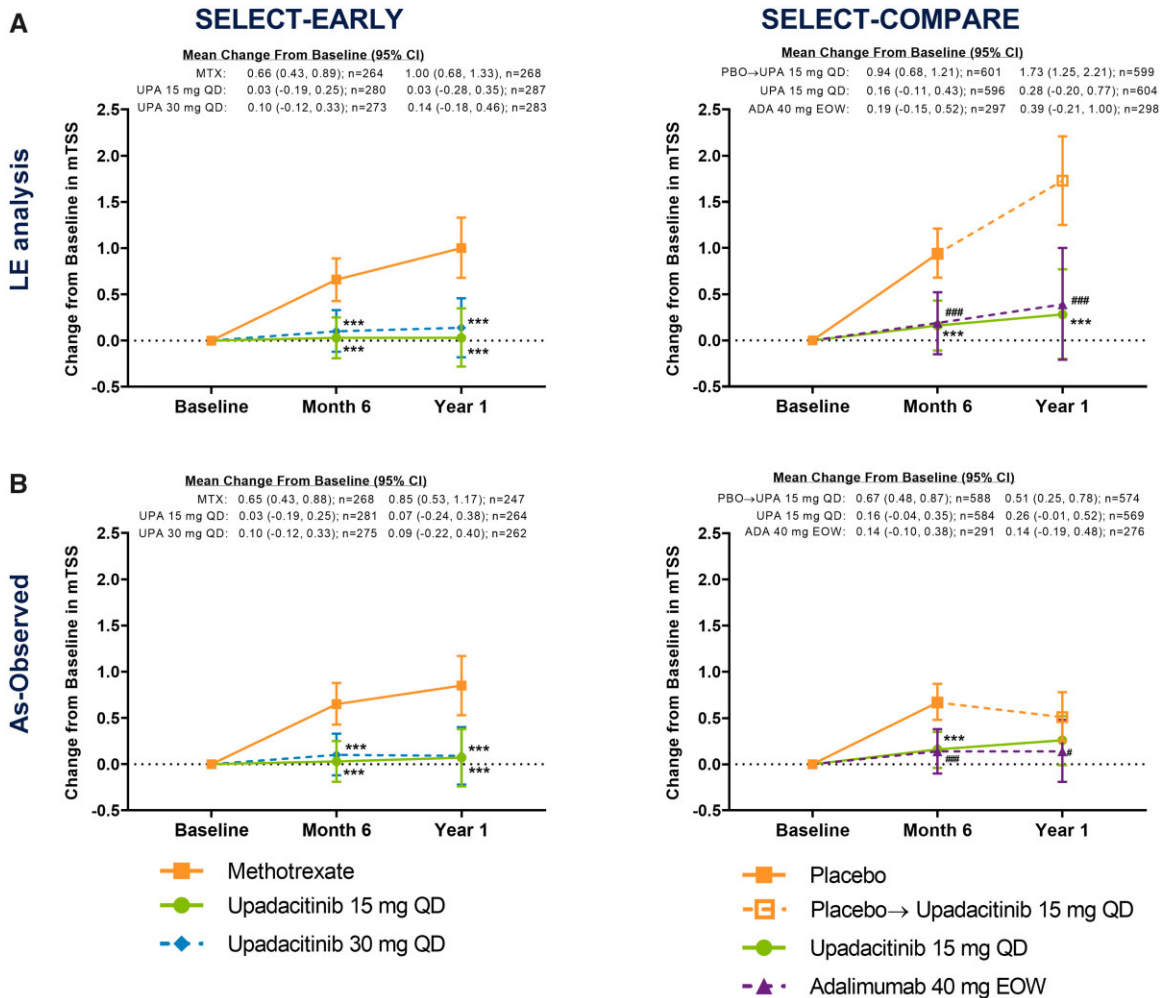 A
SELECT-EARLY
SELECT-COMPARE
LE analysis
Mean Change From Baseline (95% CI)
MTX: 0.66 (0.43, 0.89); n=264 1.00 (0.68, 1.33), n=268
UPA 15 mg QD: 0.03 (-0.19, 0.25); n=280 0.03 (-0.28, 0.35), n=287
UPA 30 mg QD: 0.10 (-0.12, 0.33); n=273 0.14 (-0.18, 0.46), n=283
Change from Baseline in mTSS
2.5
2.0
1.5
1.0
0.5
0.0
-0.5
***
***
***
***
Baseline Month 6 Year 1
Mean Change From Baseline (95% CI)
PBO→UPA 15 mg QD: 0.94 (0.68, 1.21); n=601 1.73 (1.25, 2.21), n=599
UPA 15 mg QD: 0.16 (-0.11, 0.43); n=596 0.28 (-0.20, 0.77), n=604
ADA 40 mg EOW: 0.19 (-0.15, 0.52); n=297 0.39 (-0.21, 1.00), n=298
Change from Baseline in mTSS
2.5
2.0
1.5
1.0
0.5
0.0
-0.5
###
***
###
***
Baseline Month 6 Year 1
B
As-Observed
Mean Change From Baseline (95% CI)
MTX: 0.65 (0.43, 0.88); n=268 0.85 (0.53, 1.17); n=247
UPA 15 mg QD: 0.03 (-0.19, 0.25); n=281 0.07 (-0.24, 0.38); n=264
UPA 30 mg QD: 0.10 (-0.12, 0.33); n=275 0.09 (-0.22, 0.40); n=262
Change from Baseline in mTSS
2.5
2.0
1.5
1.0
0.5
0.0
-0.5
***
***
***
***
Baseline Month 6 Year 1
Mean Change From Baseline (95% CI)
PBO→UPA 15 mg QD: 0.67 (0.48, 0.87); n=588 0.51 (0.25, 0.78); n=574
UPA 15 mg QD: 0.16 (-0.04, 0.35); n=584 0.26 (-0.01, 0.52); n=569
ADA 40 mg EOW: 0.14 (-0.10, 0.38); n=291 0.14 (-0.19, 0.48); n=276
Change from Baseline in mTSS
2.5
2.0
1.5
1.0
0.5
0.0
-0.5
***
###
#
Baseline Month 6 Year 1
Methotrexate
Upadacitinib 15 mg QD
Upadacitinib 30 mg QD
Placebo
Placebo→ Upadacitinib 15 mg QD
Upadacitinib 15 mg QD
Adalimumab 40 mg EOW